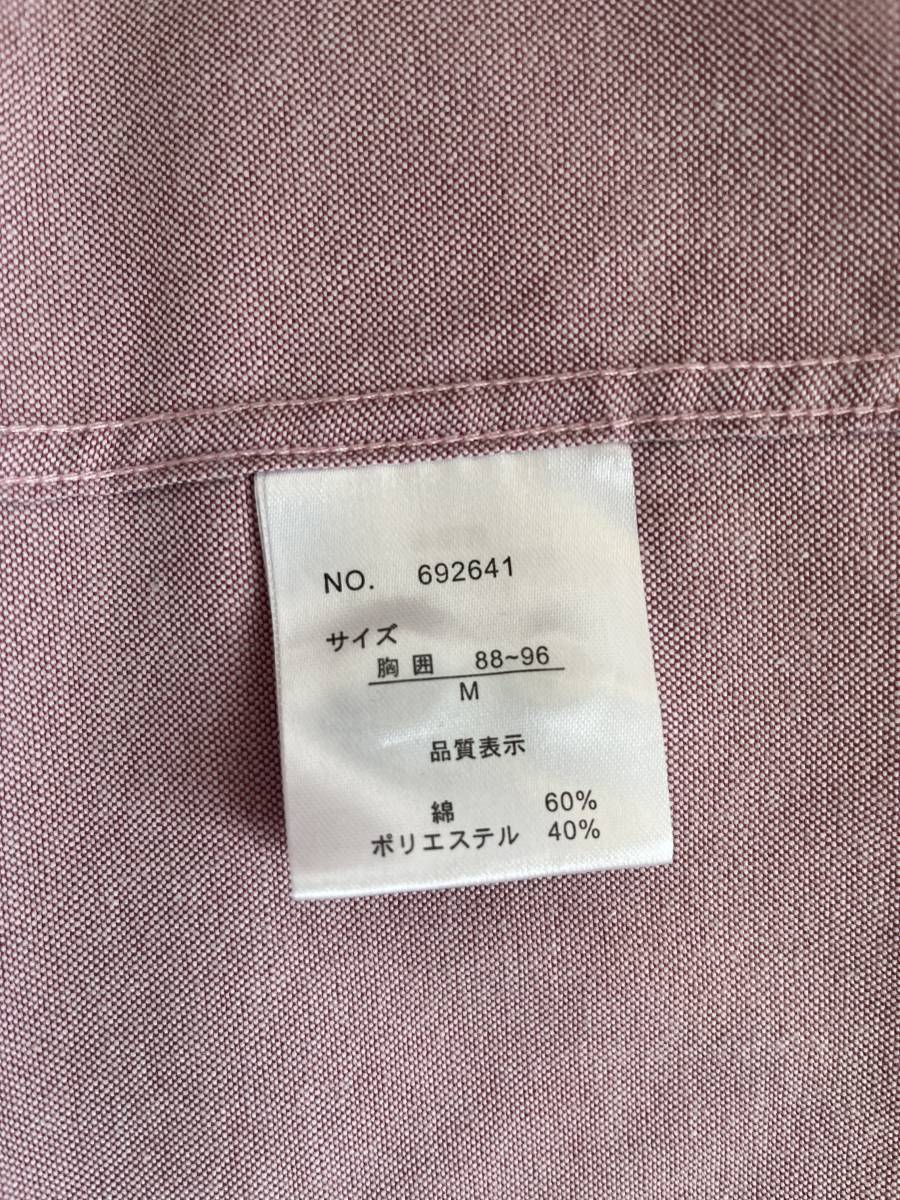 NO. 692641
サイズ
胸囲 88~96
M
品質表示
綿 60%
ポリエステル 40%